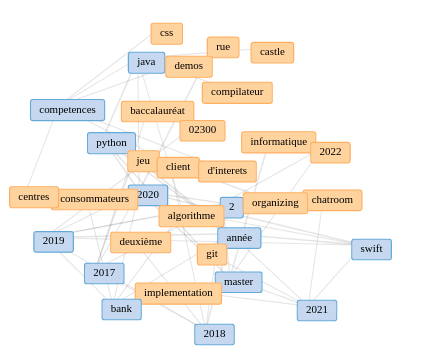 css
rue
castle
java
demos
compilateur
competences
baccalauréat
02300
python
informatique
2022
jeu
client
d'interets
centres
consommateurs
2020
2
organizing
chatroom
algorithme
2019
deuxième
année
swift
git
2017
master
implementation
bank
2021
2018